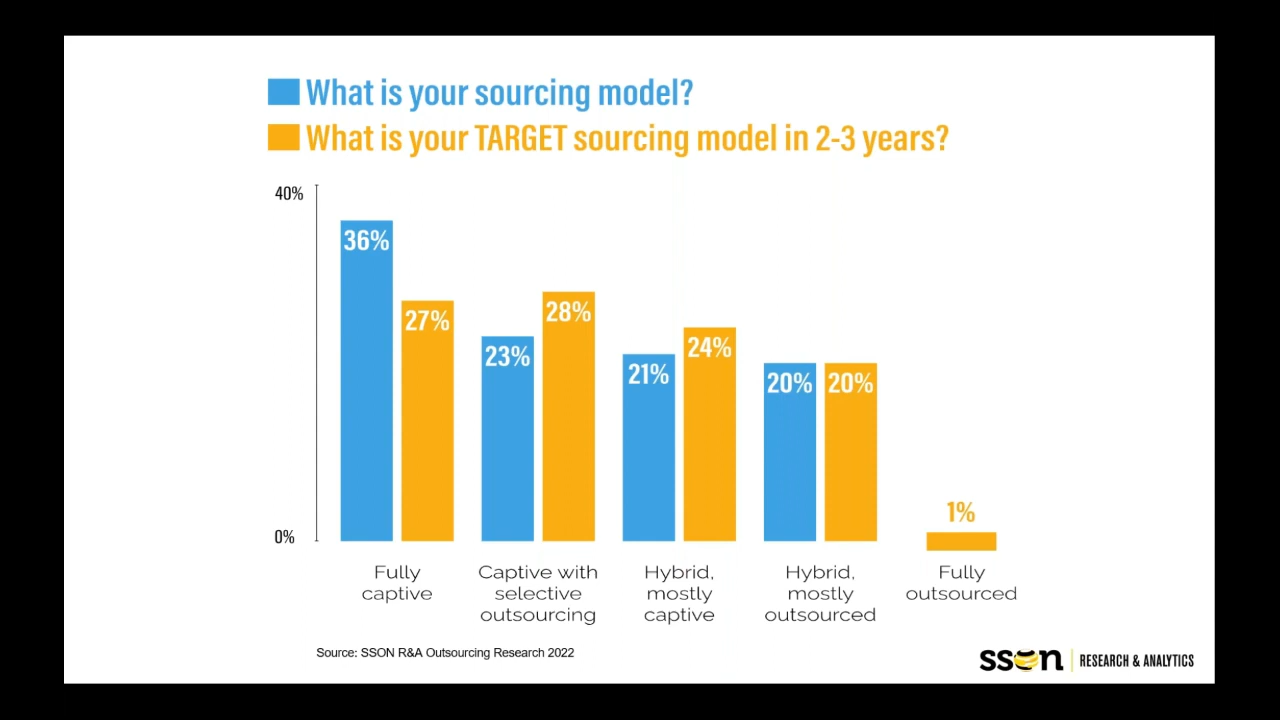 What is your sourcing model?
What is your TARGET sourcing model in 2-3 years?
40%
0%
36%
27%
23%
28%
21%
24%
20%
20%
1%
Fully
captive
Captive with
selective
outsourcing
Hybrid,
mostly
captive
Hybrid,
mostly
outsourced
Fully
outsourced
Source: SSON R&A Outsourcing Research 2022
sson RESEARCH & ANALYTICS